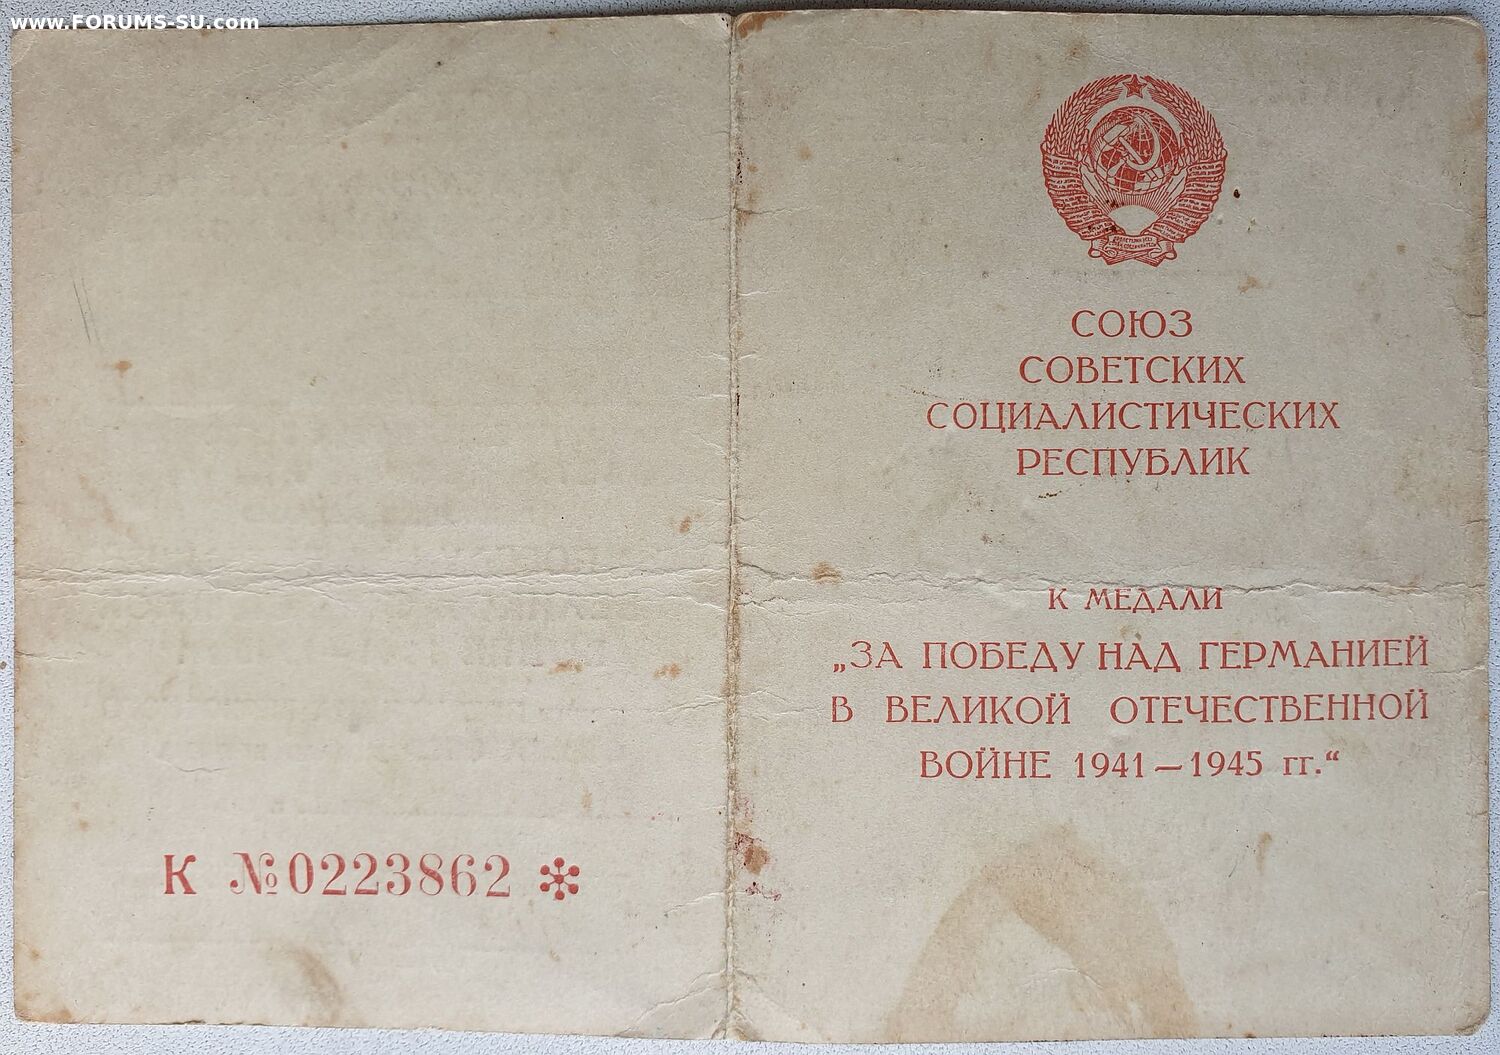 www.FORUMS-SU.com
К №0223862
СОЮЗ
СОВЕТСКИХ
СОЦИАЛИСТИЧЕСКИХ
РЕСПУБЛИК
К МЕДАЛИ
„ЗА ПОБЕДУ НАД ГЕРМАНИЕЙ
В ВЕЛИКОЙ ОТЕЧЕСТВЕННОЙ
ВОЙНЕ 1941—1945 гг.“